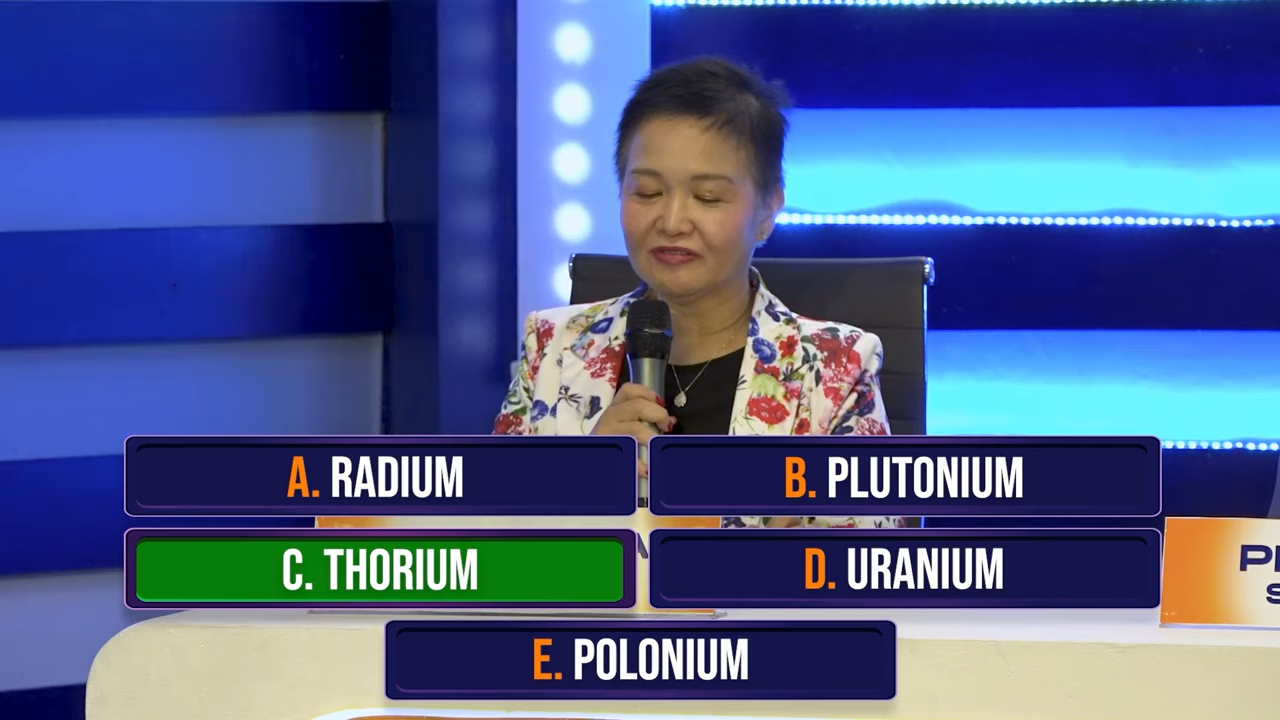 A. RADIUM
B. PLUTONIUM
C. THORIUM
D. URANIUM
E. POLONIUM